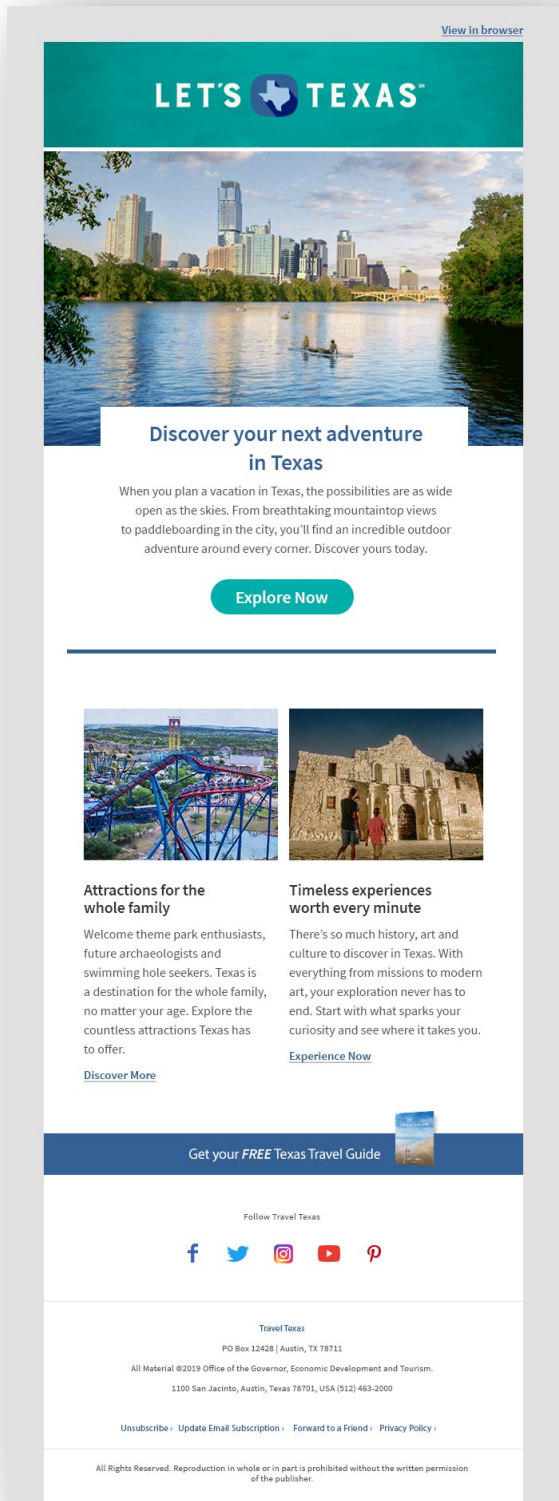 View in browser
LET'S TEXAS℠
Discover your next adventure
in Texas
When you plan a vacation in Texas, the possibilities are as wide
open as the skies. From breathtaking mountaintop views
to paddleboarding in the city, you'll find an incredible outdoor
adventure around every corner. Discover yours today.
Explore Now
Attractions for the
whole family
Welcome theme park enthusiasts,
future archaeologists and
swimming hole seekers. Texas is
a destination for the whole family,
no matter your age. Explore the
countless attractions Texas has
to offer.
Discover More
Timeless experiences
worth every minute
There's so much history, art and
culture to discover in Texas. With
everything from missions to modern
art, your exploration never has to
end. Start with what sparks your
curiosity and see where it takes you.
Experience Now
Get your FREE Texas Travel Guide
Follow Travel Texas
Travel Texas
PO Box 12428 | Austin, TX 78711
All Material ©2019 Office of the Governor, Economic Development and Tourism.
1100 San Jacinto, Austin, Texas 78701, USA (512) 463-2000
Unsubscribe › Update Email Subscription › Forward to a Friend › Privacy Policy ›
All Rights Reserved. Reproduction in whole or in part is prohibited without the written permission
of the publisher.